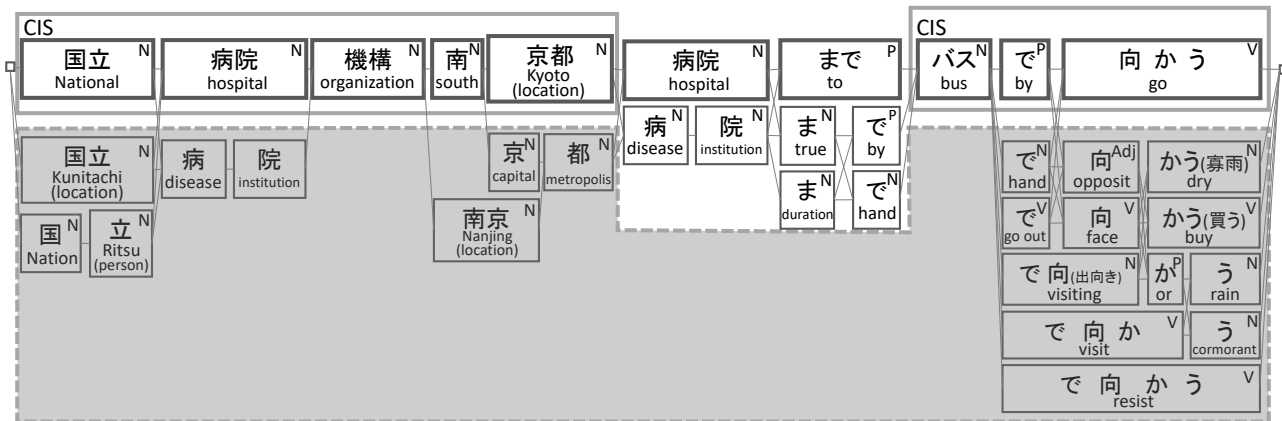 CIS CIS
国立 N 病院 N 機構 N 南 N 京都 N 病院 N まで P バス N で P 向かう V
National hospital organization south Kyoto (location) hospital to bus by go
国立 N 病 院 京 N 都 N 病 N 院 N ま N で P で N 向 Adj かう(寡雨) N
Kunitachi (location) disease institution capital metropolis disease institution true by hand opposit dry
国 N 立 N 南京 N ま N で N で V 向 V かう(買う) N
Nation Ritsu (person) Nanjing (location) duration hand go out face buy
で向(出向き) N が P う N
visiting or rain
で向か V う N
visit cormorant
で向かう V
resist